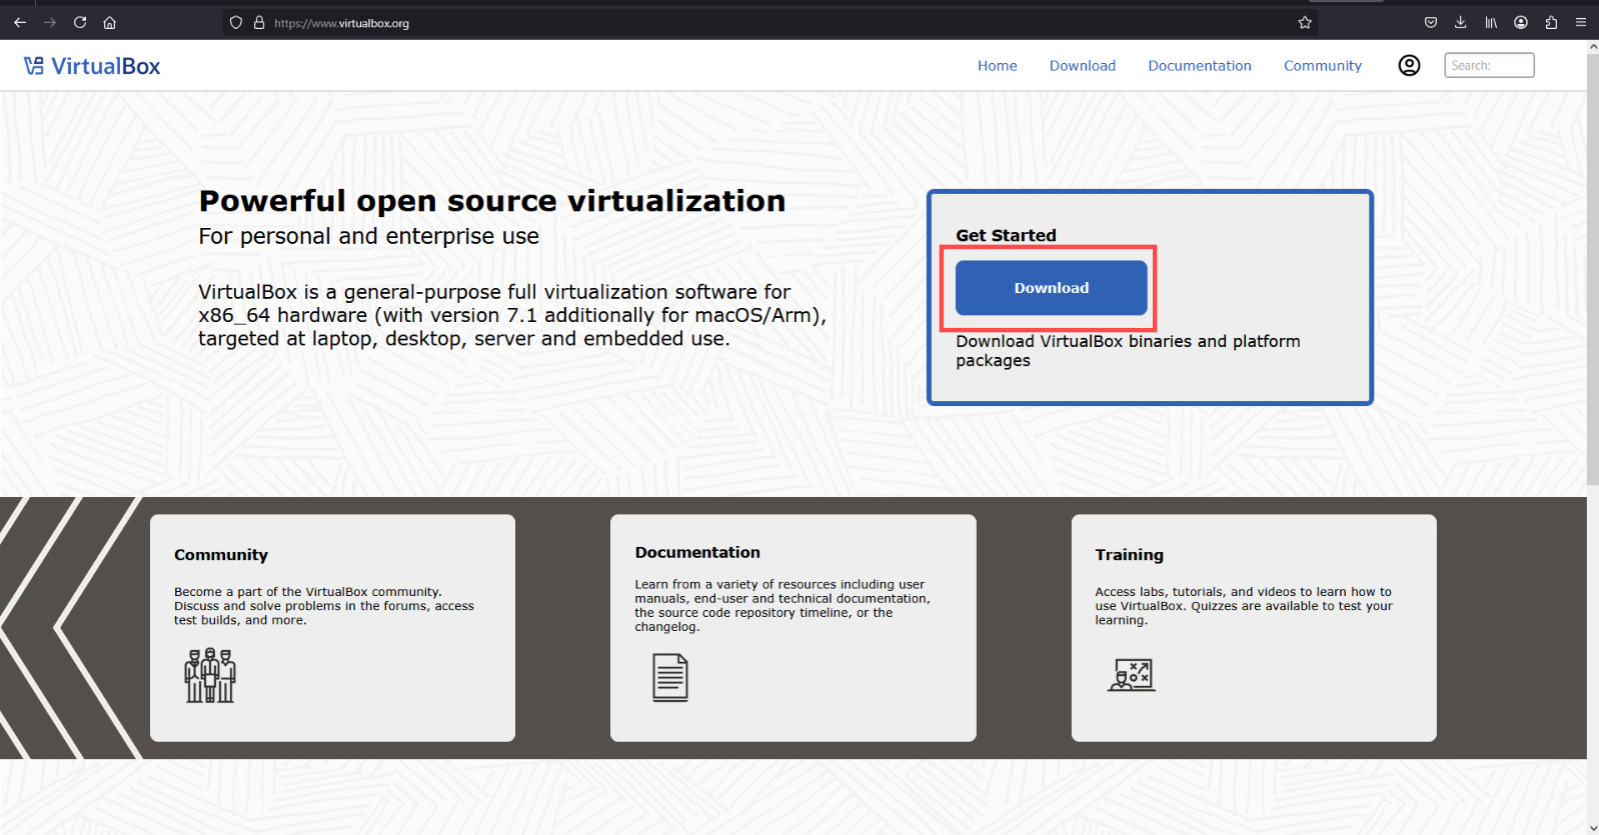 https://www.virtualbox.org
VirtualBox
Home Download Documentation Community Search:
Powerful open source virtualization
For personal and enterprise use
VirtualBox is a general-purpose full virtualization software for
x86_64 hardware (with version 7.1 additionally for macOS/Arm),
targeted at laptop, desktop, server and embedded use.
Get Started
Download
Download VirtualBox binaries and platform
packages
Community
Become a part of the VirtualBox community.
Discuss and solve problems in the forums, access
test builds, and more.
Documentation
Learn from a variety of resources including user
manuals, end-user and technical documentation,
the source code repository timeline, or the
changelog.
Training
Access labs, tutorials, and videos to learn how to
use VirtualBox. Quizzes are available to test your
learning.